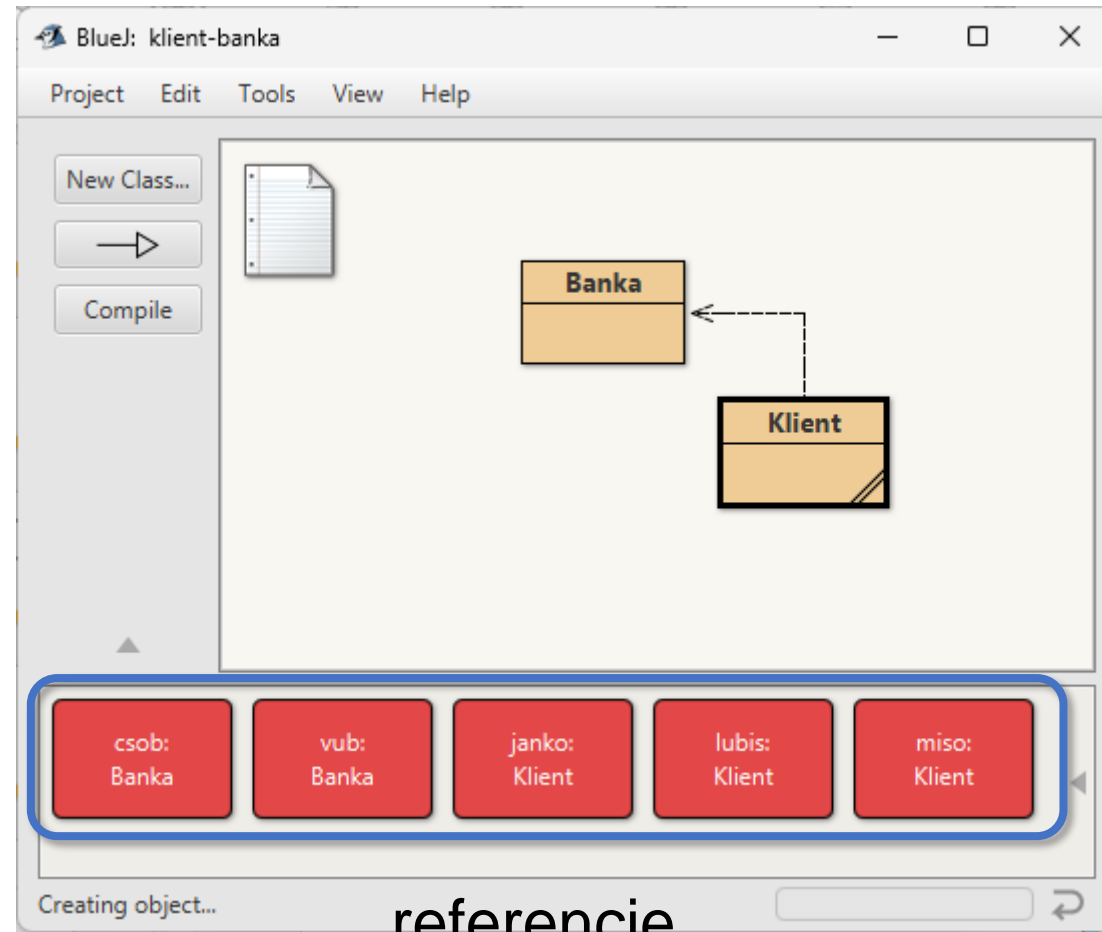 BlueJ: klient-banka
Project Edit Tools View Help
New Class...
Compile
Banka
Klient
csob:
Banka
vub:
Banka
janko:
Klient
lubis:
Klient
miso:
Klient
Creating object...
referencie